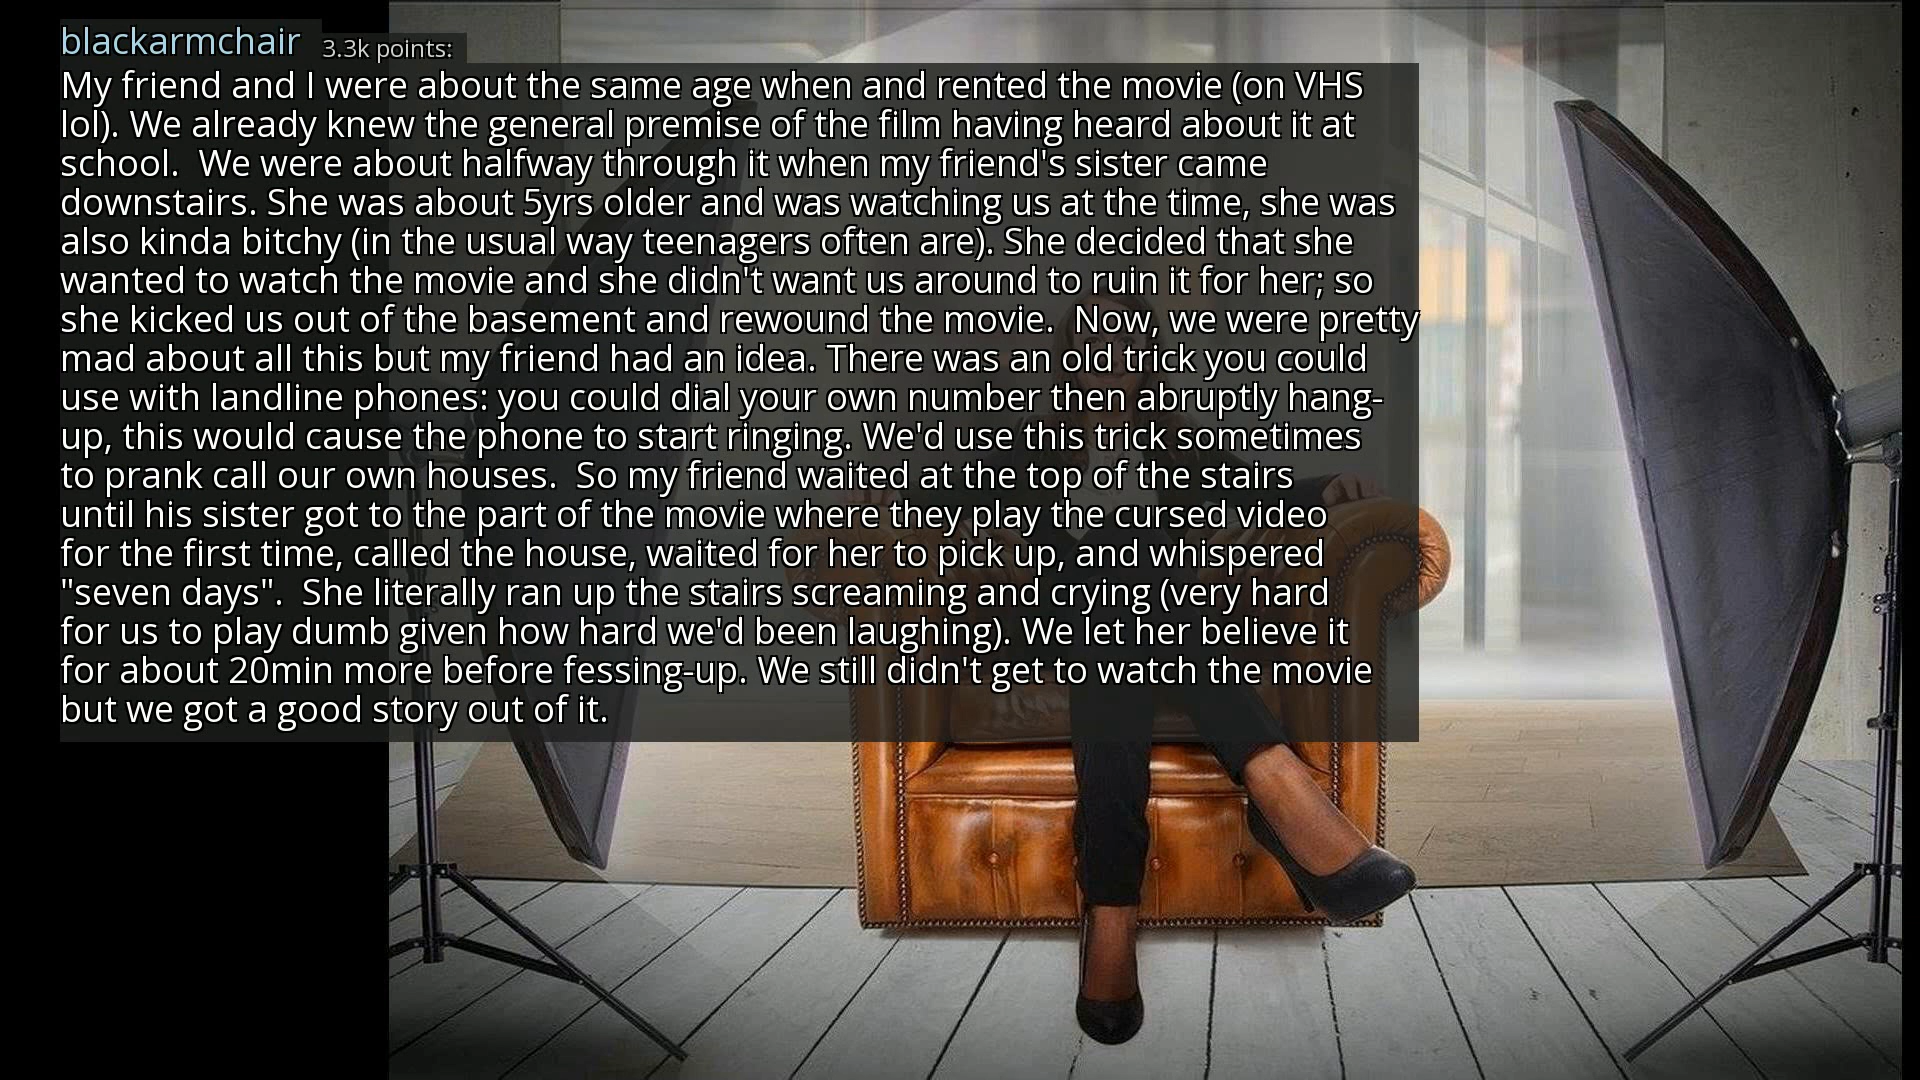 blackarmchair 3.3k points:
My friend and I were about the same age when and rented the movie (on VHS
lol). We already knew the general premise of the film having heard about it at
school.  We were about halfway through it when my friend's sister came
downstairs. She was about 5yrs older and was watching us at the time, she was
also kinda bitchy (in the usual way teenagers often are). She decided that she
wanted to watch the movie and she didn't want us around to ruin it for her; so
she kicked us out of the basement and rewound the movie.  Now, we were pretty
mad about all this but my friend had an idea. There was an old trick you could
use with landline phones: you could dial your own number then abruptly hang-
up, this would cause the phone to start ringing. We'd use this trick sometimes
to prank call our own houses.  So my friend waited at the top of the stairs
until his sister got to the part of the movie where they play the cursed video
for the first time, called the house, waited for her to pick up, and whispered
"seven days".  She literally ran up the stairs screaming and crying (very hard
for us to play dumb given how hard we'd been laughing). We let her believe it
for about 20min more before fessing-up. We still didn't get to watch the movie
but we got a good story out of it.